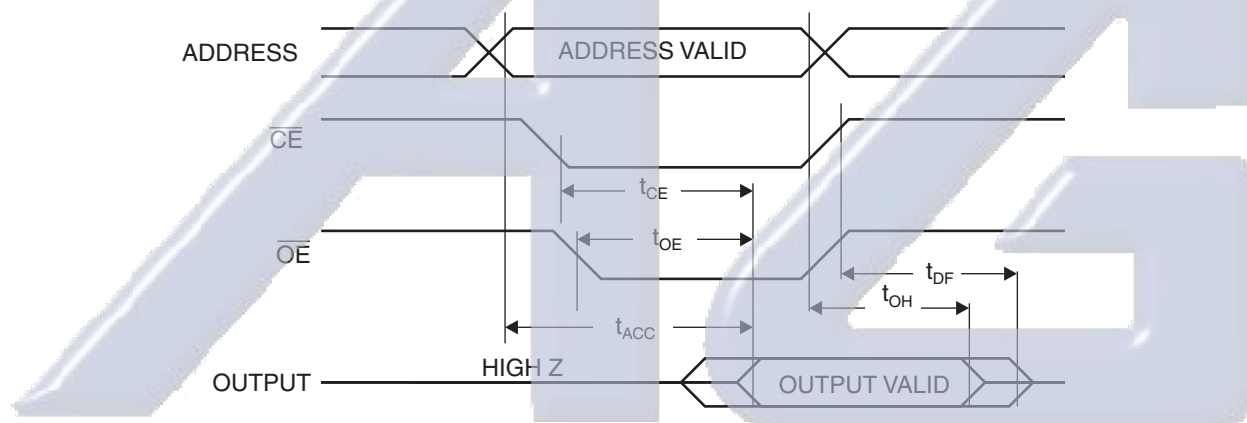 ADDRESS
ADDRESS VALID
CE
tCE
OE
tOE
tDF
tOH
tACC
HIGH Z
OUTPUT
OUTPUT VALID